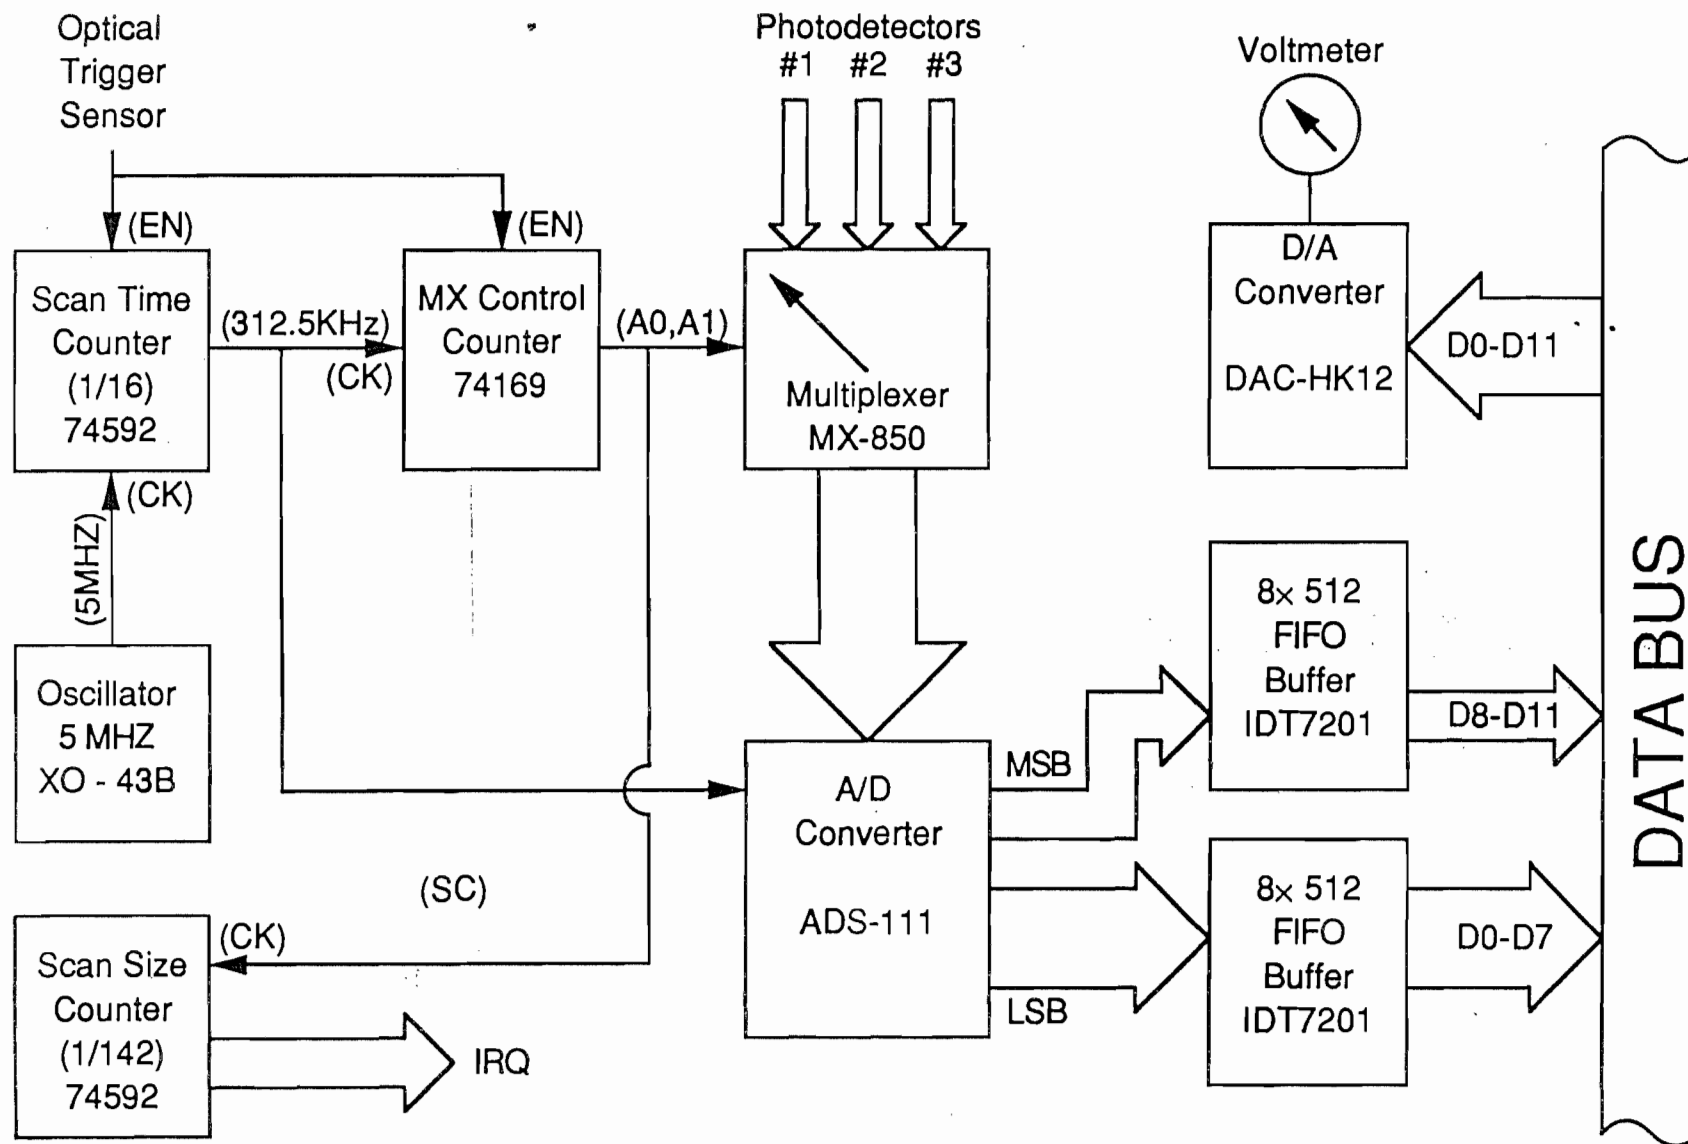 Optical
Trigger
Sensor
Photodetectors
#1 #2 #3
Voltmeter
(EN)
(EN)
Scan Time
Counter
(1/16)
74592
(312.5KHz)
(CK)
MX Control
Counter
74169
(A0,A1)
Multiplexer
MX-850
D/A
Converter
DAC-HK12
D0-D11
(CK)
(5MHZ)
Oscillator
5 MHZ
XO - 43B
8x 512
FIFO
Buffer
IDT7201
D8-D11
DATA BUS
MSB
A/D
Converter
ADS-111
LSB
8x 512
FIFO
Buffer
IDT7201
D0-D7
(SC)
(CK)
Scan Size
Counter
(1/142)
74592
IRQ